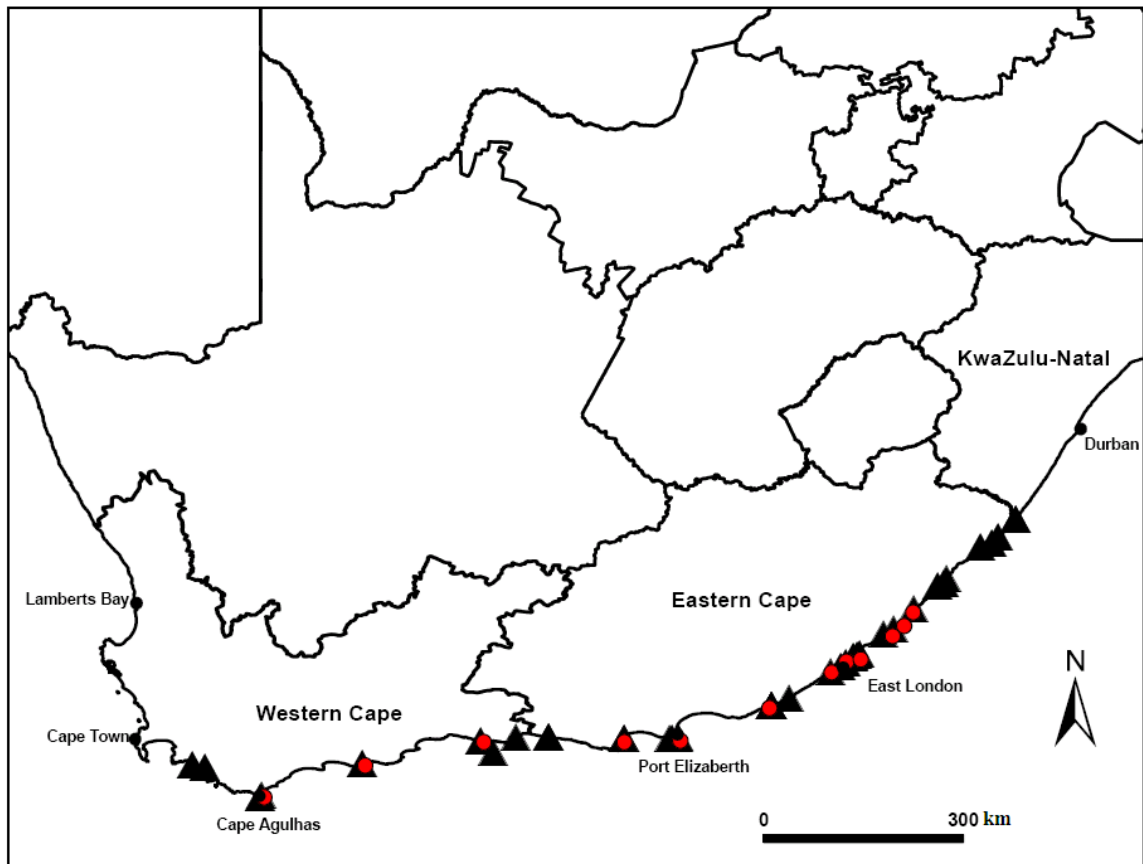 KwaZulu-Natal
Durban
Lamberts Bay
Eastern Cape
N
East London
Western Cape
Cape Town
Port Elizaberth
Cape Agulhas
0 300 km